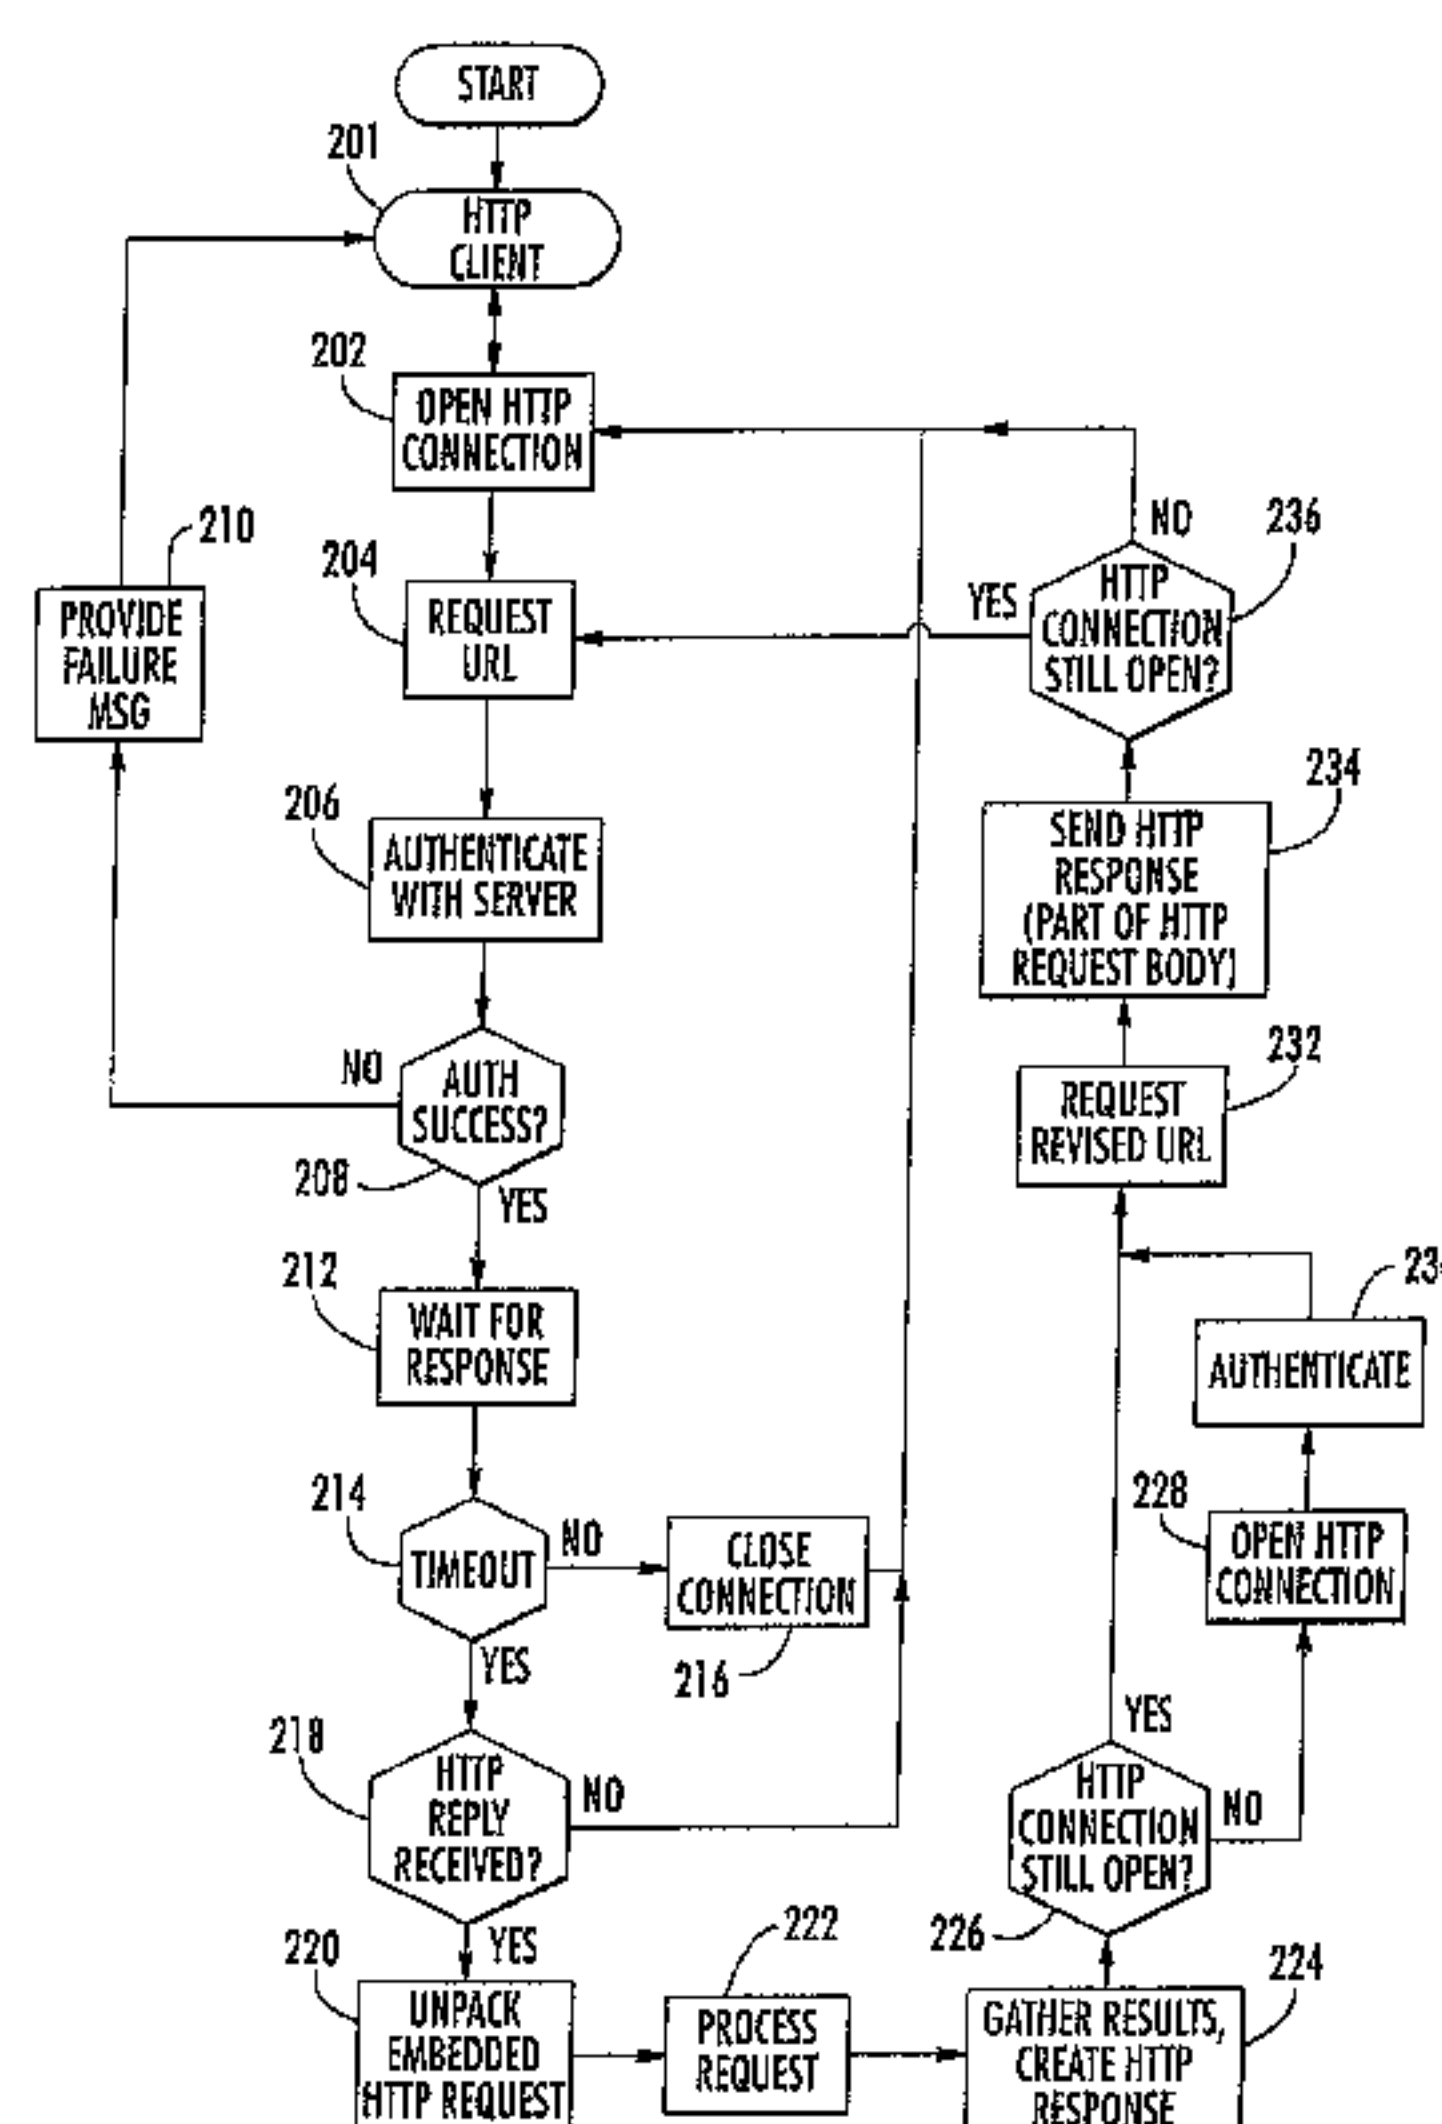 START
201
HTTP
CLIENT
202
OPEN HTTP
CONNECTION
210
PROVIDE
FAILURE
MSG
204
REQUEST
URL
NO
236
YES
HTTP
CONNECTION
STILL OPEN?
206
AUTHENTICATE
WITH SERVER
234
SEND HTTP
RESPONSE
(PART OF HTTP
REQUEST BODY)
NO
AUTH
SUCCESS?
208
YES
232
REQUEST
REVISED URL
212
WAIT FOR
RESPONSE
AUTHENTICATE
214
TIMEOUT
NO
CLOSE
CONNECTION
216
228
OPEN HTTP
CONNECTION
YES
218
HTTP
REPLY
RECEIVED?
NO
YES
HTTP
CONNECTION
STILL OPEN?
NO
226
YES
220
UNPACK
EMBEDDED
HTTP REQUEST
222
PROCESS
REQUEST
224
GATHER RESULTS,
CREATE HTTP
RESPONSE